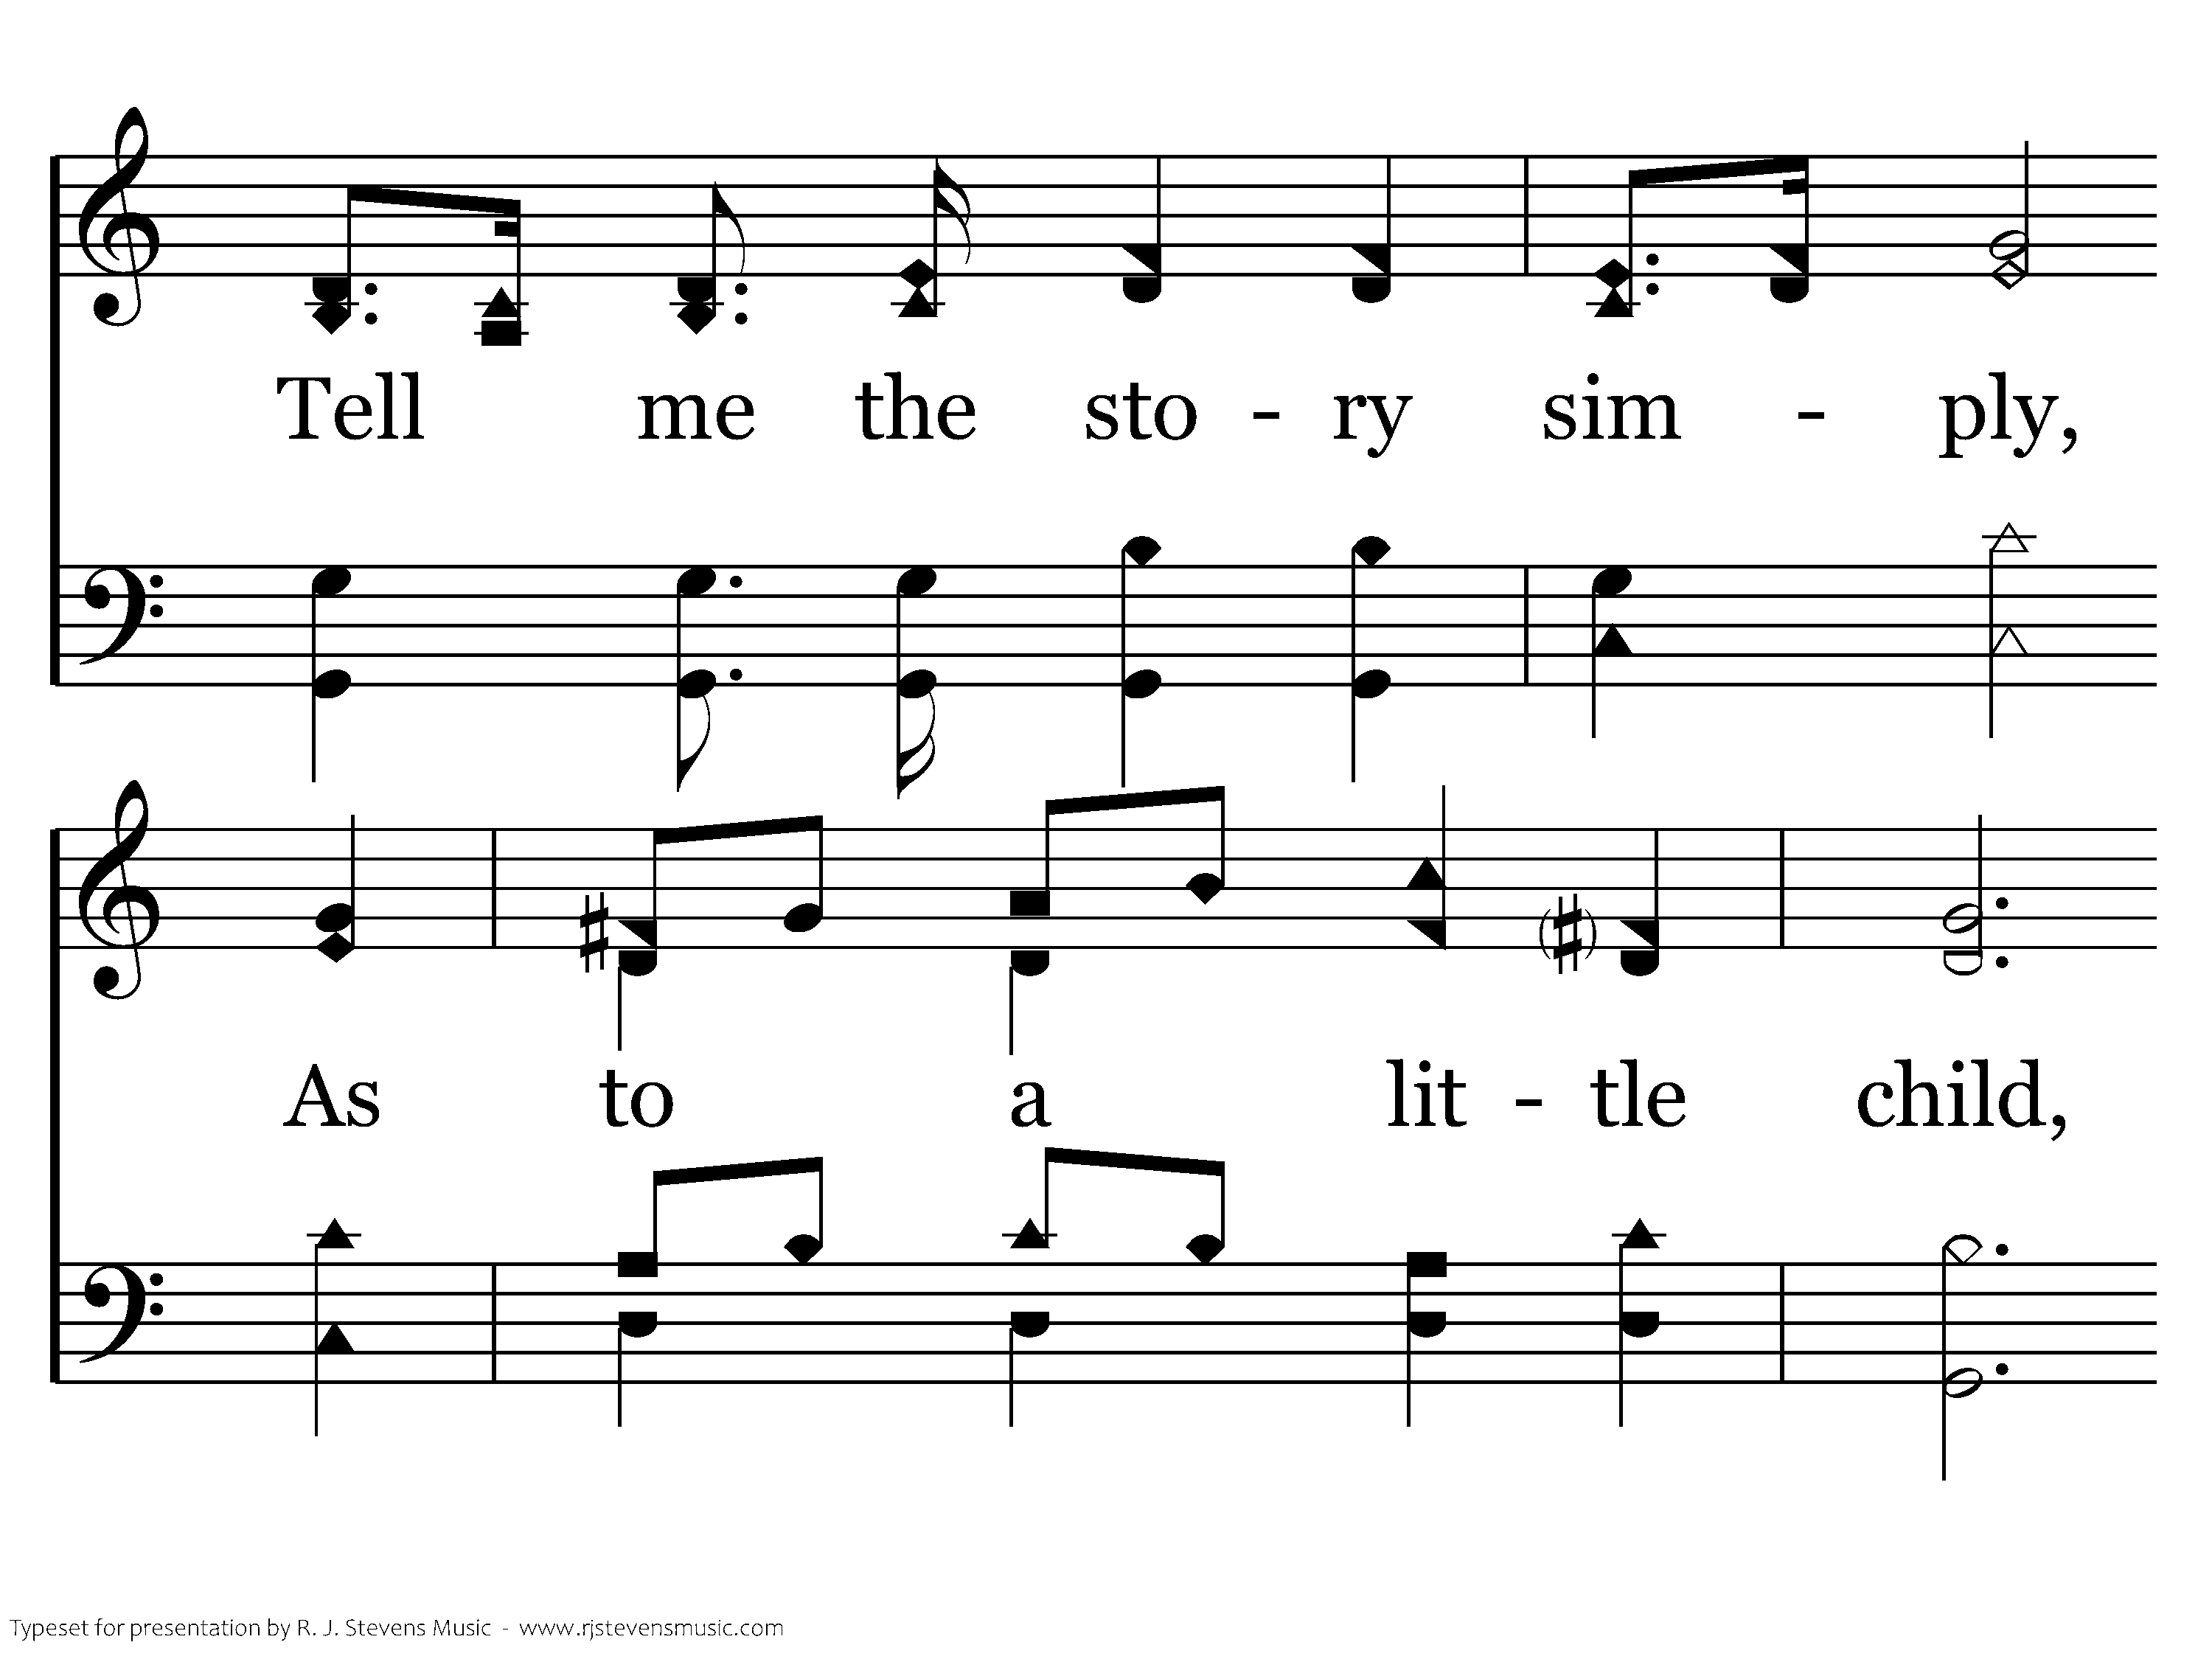 Tell me the sto - ry sim - ply,
As to a lit - tle child,
Typeset for presentation by R. J. Stevens Music - www.rjstevensmusic.com